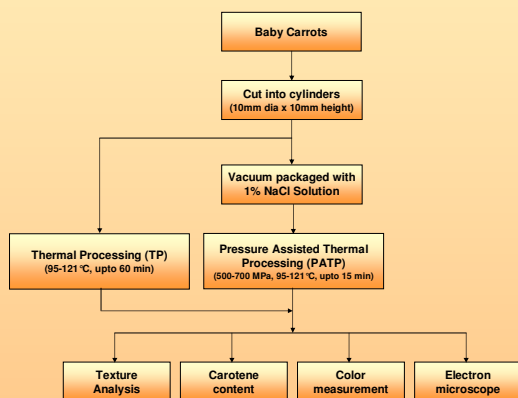 Baby Carrots
Cut into cylinders
(10mm dia x 10mm height)
Vacuum packaged with
1% NaCl Solution
Thermal Processing (TP)
(95-121°C, upto 60 min)
Pressure Assisted Thermal
Processing (PATP)
(500-700 MPa, 95-121°C, upto 15 min)
Texture
Analysis
Carotene
content
Color
measurement
Electron
microscope